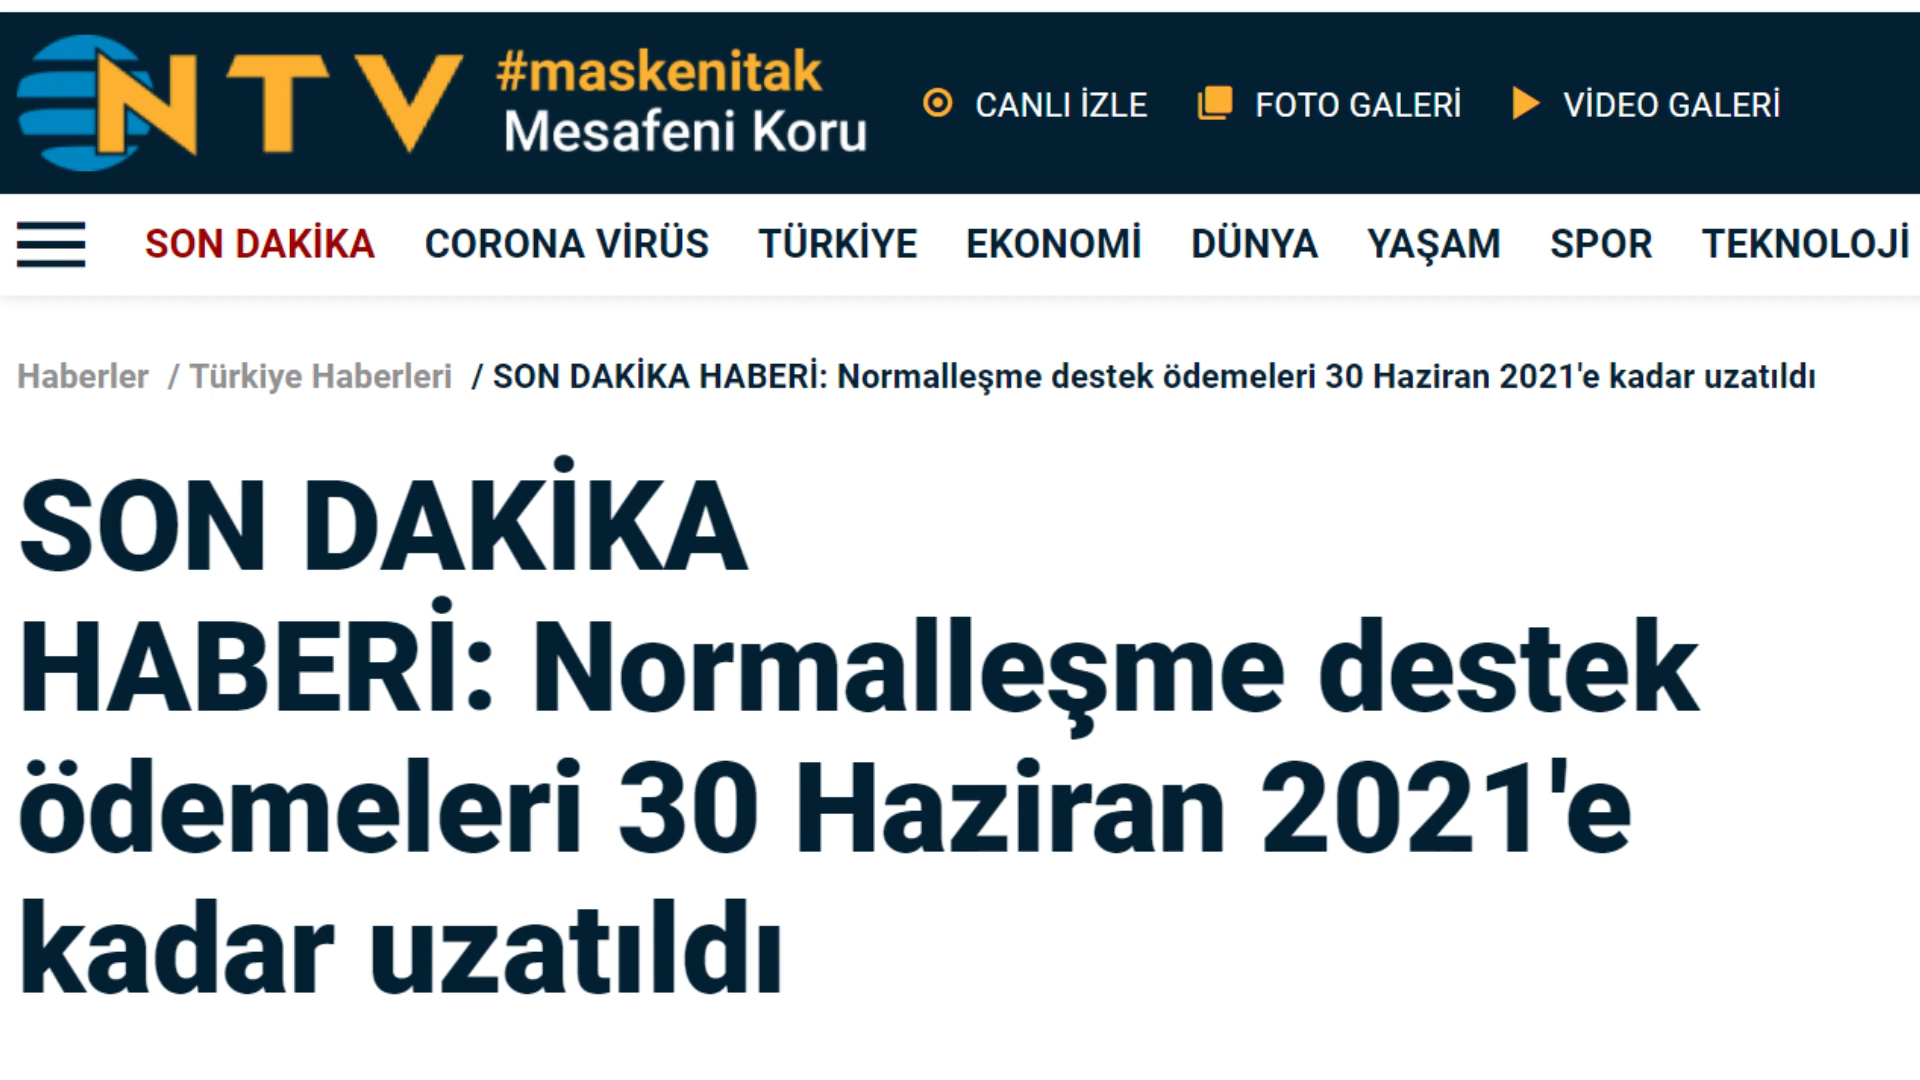 NTV
#maskenitak
Mesafeni Koru
CANLI İZLE FOTO GALERİ VİDEO GALERİ
SON DAKİKA CORONA VİRÜS TÜRKİYE EKONOMİ DÜNYA YAŞAM SPOR TEKNOLOJİ
Haberler / Türkiye Haberleri / SON DAKİKA HABERİ: Normalleşme destek ödemeleri 30 Haziran 2021'e kadar uzatıldı
SON DAKİKA
HABERİ: Normalleşme destek
ödemeleri 30 Haziran 2021'e
kadar uzatıldı